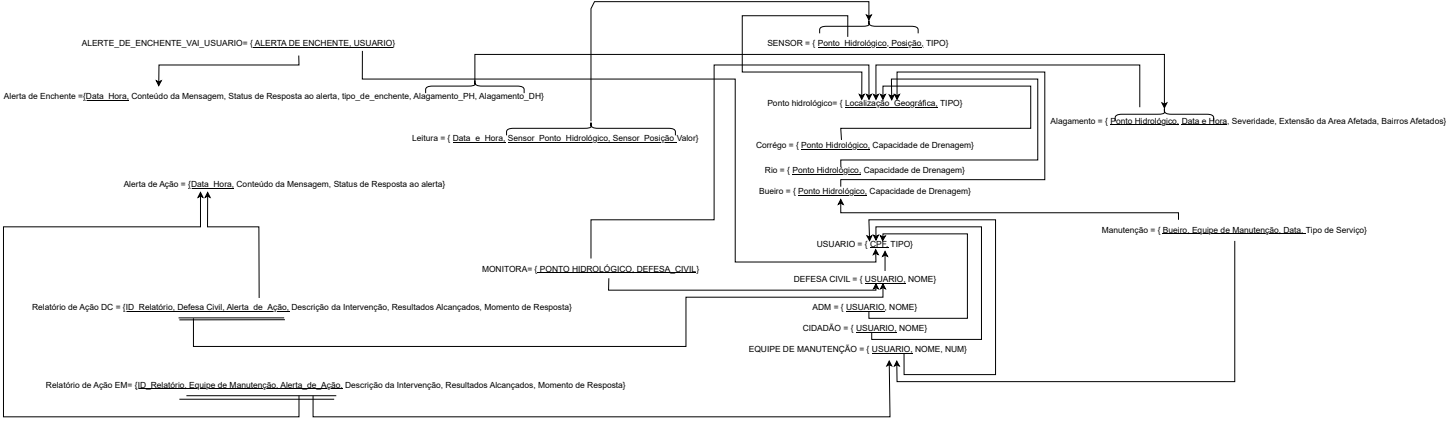 ALERTE_DE_ENCHENTE_VAI_USUARIO= { ALERTA DE ENCHENTE, USUARIO}
SENSOR = { Ponto_Hidrológico, Posição, TIPO}
Alerta de Enchente ={Data_Hora, Conteúdo da Mensagem, Status de Resposta ao alerta, tipo_de_enchente, Alagamento_PH, Alagamento_DH}
Ponto hidrológico= { Localização_Geográfica, TIPO}
Alagamento = { Ponto Hidrológico, Data e Hora, Severidade, Extensão da Area Afetada, Bairros Afetados}
Leitura = { Data_e_Hora, Sensor_Ponto_Hidrológico, Sensor_Posição Valor}
Corrégo = { Ponto Hidrológico, Capacidade de Drenagem}
Rio = { Ponto Hidrológico, Capacidade de Drenagem}
Alerta de Ação = {Data_Hora, Conteúdo da Mensagem, Status de Resposta ao alerta}
Bueiro = { Ponto Hidrológico, Capacidade de Drenagem}
Manutenção = { Bueiro, Equipe de Manutenção, Data, Tipo de Serviço}
USUARIO = { CPF, TIPO}
MONITORA= { PONTO HIDROLÓGICO, DEFESA_CIVIL}
DEFESA CIVIL = { USUARIO, NOME}
Relatório de Ação DC = {ID_Relatório, Defesa Civil, Alerta_de_Ação, Descrição da Intervenção, Resultados Alcançados, Momento de Resposta}
ADM = { USUARIO, NOME}
CIDADÃO = { USUARIO, NOME}
EQUIPE DE MANUTENÇÃO = { USUARIO, NOME, NUM}
Relatório de Ação EM= {ID_Relatório, Equipe de Manutenção, Alerta_de_Ação, Descrição da Intervenção, Resultados Alcançados, Momento de Resposta}